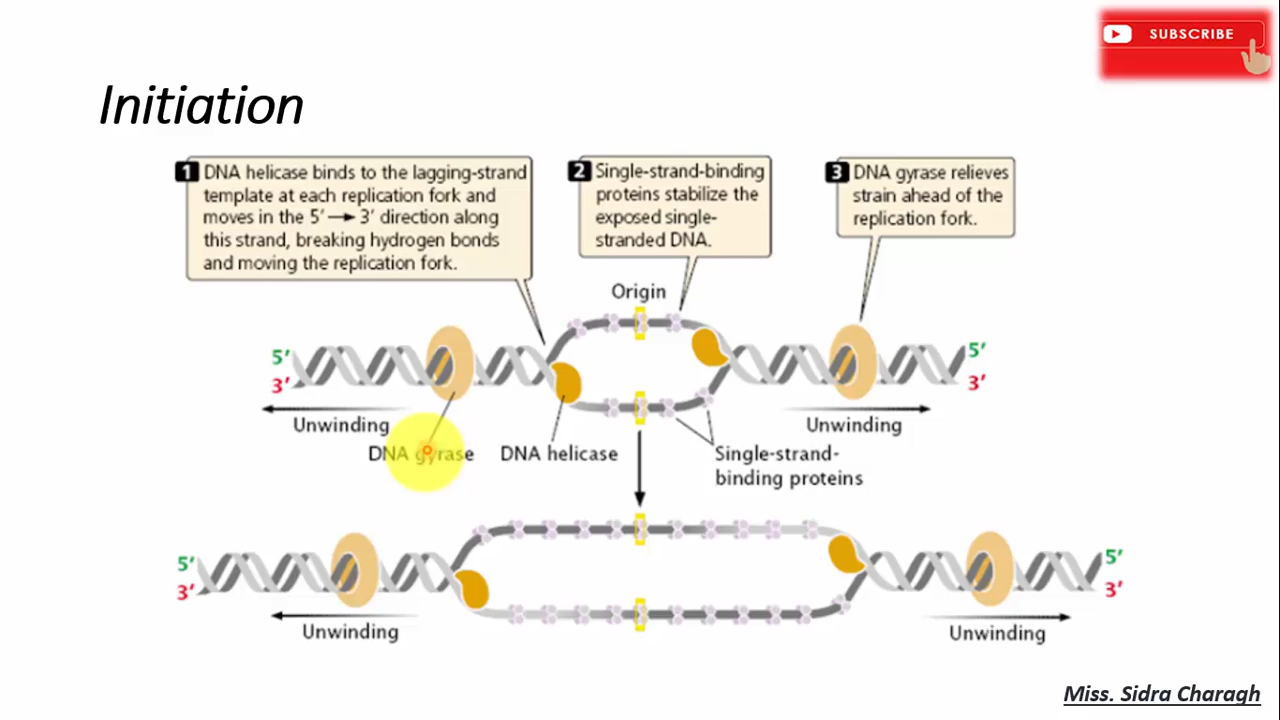 SUBSCRIBE
Initiation
1 DNA helicase binds to the lagging-strand
template at each replication fork and
moves in the 5′ → 3′ direction along
this strand, breaking hydrogen bonds
and moving the replication fork.
2 Single-strand-binding
proteins stabilize the
exposed single-
stranded DNA.
3 DNA gyrase relieves
strain ahead of the
replication fork.
Origin
5′
3′
5′
3′
Unwinding
Unwinding
DNA gyrase
DNA helicase
Single-strand-
binding proteins
5′
3′
5′
3′
Unwinding
Unwinding
Miss. Sidra Charagh